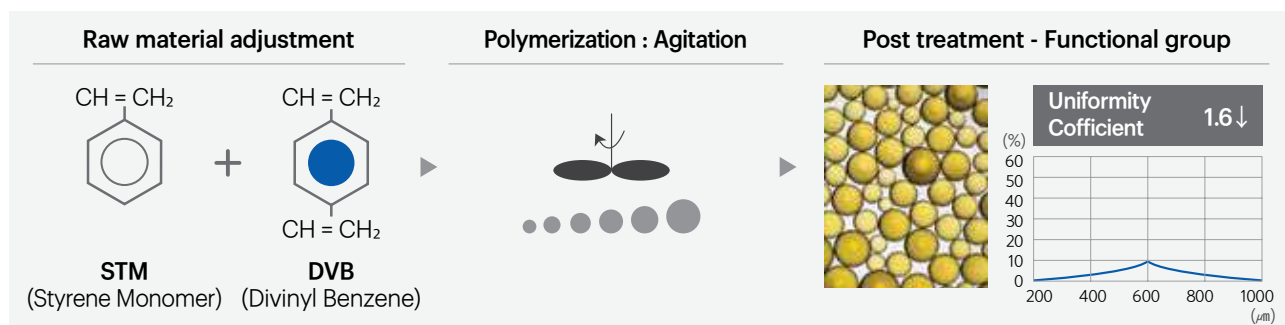 Raw material adjustment
CH = CH₂
CH = CH₂
+
CH = CH₂
STM
(Styrene Monomer)
DVB
(Divinyl Benzene)
Polymerization : Agitation
Post treatment - Functional group
Uniformity
Cofficient
1.6↓
(%)
60
50
40
30
20
10
0
200 400 600 800 1000
(㎛)